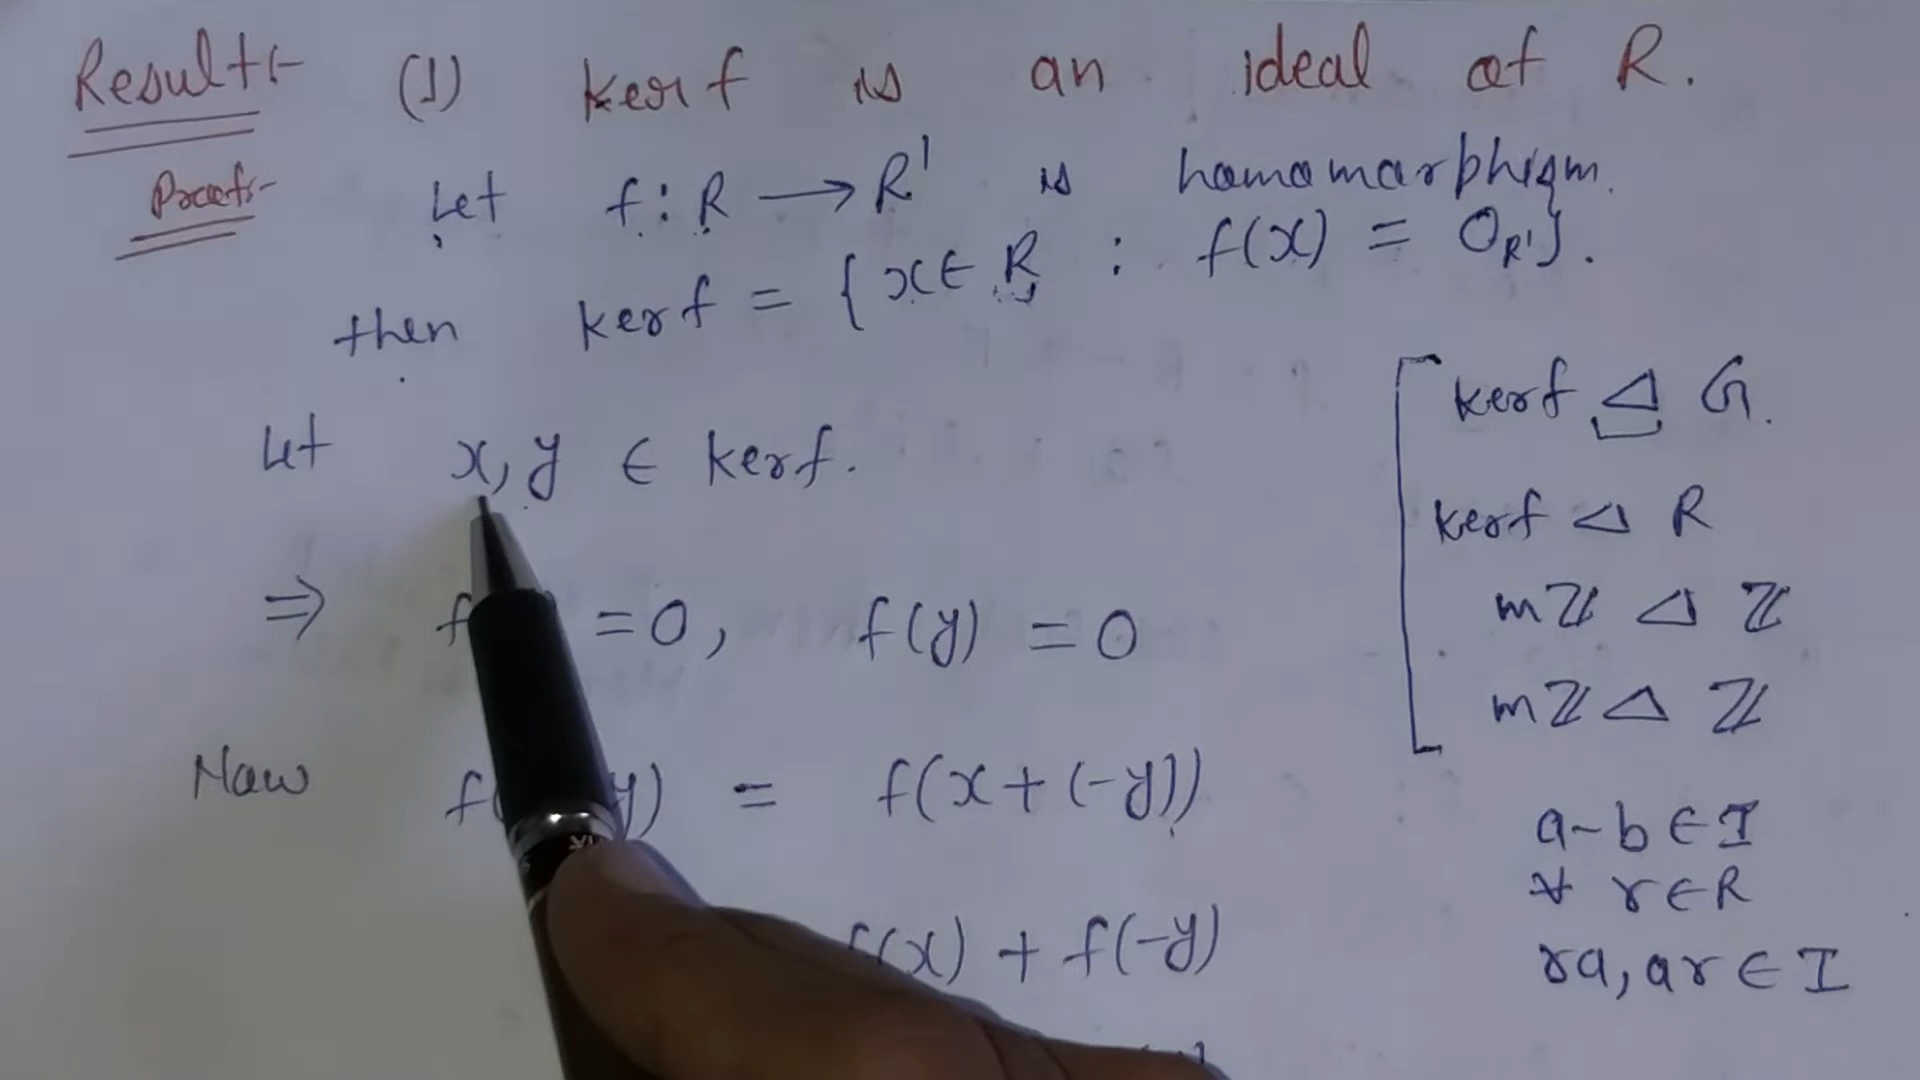 Result:- (1) kerf is an ideal of R.
Proof:- Let f: R → R' is homomorphism.
then kerf = { x ∈ R : f(x) = 0R'}.
Let x, y ∈ kerf.
⇒ f = 0, f(y) = 0
Now f( y) = f(x + (-y))
f(x) + f(-y)
kerf ⊴ G.
kerf ⊲ R
mℤ ⊲ ℤ
mℤ ⊲ ℤ
a - b ∈ I
∀ r ∈ R
ra, ar ∈ I